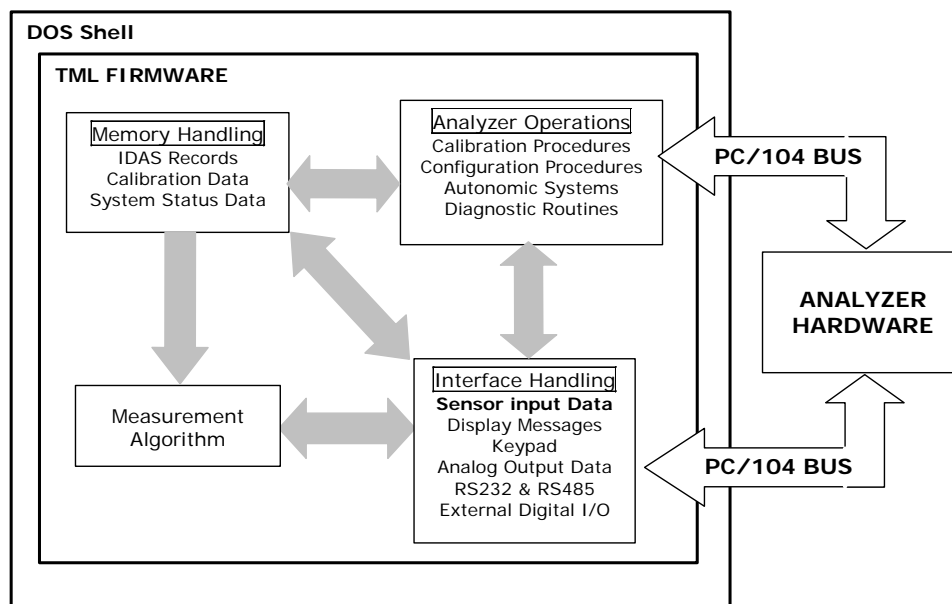 DOS Shell
TML FIRMWARE
Memory Handling
IDAS Records
Calibration Data
System Status Data
Analyzer Operations
Calibration Procedures
Configuration Procedures
Autonomic Systems
Diagnostic Routines
PC/104 BUS
ANALYZER
HARDWARE
Measurement
Algorithm
Interface Handling
Sensor input Data
Display Messages
Keypad
Analog Output Data
RS232 & RS485
External Digital I/O
PC/104 BUS